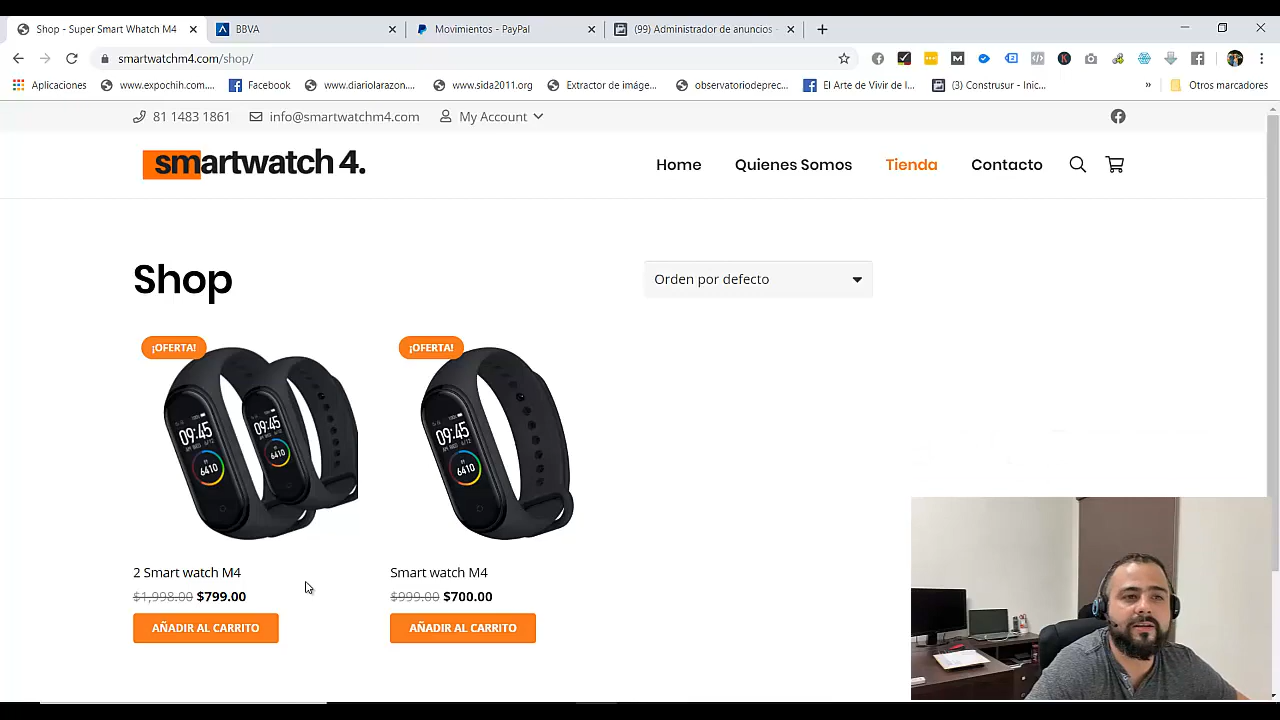 Shop - Super Smart Whatch M4
BBVA
Movimientos - PayPal
(99) Administrador de anuncios -
smartwatchm4.com/shop/
Aplicaciones
www.expochih.com...
Facebook
www.diariolarazon...
www.sida2011.org
Extractor de imáge...
observatoriodeprec...
El Arte de Vivir de l...
(3) Construsur - Inic...
»
Otros marcadores
81 1483 1861
info@smartwatchm4.com
My Account
smartwatch 4.
Home
Quienes Somos
Tienda
Contacto
Shop
Orden por defecto
¡OFERTA!
¡OFERTA!
09:45
6410
09:45
6410
09:45
6410
2 Smart watch M4
Smart watch M4
$1,998.00 $799.00
$999.00 $700.00
AÑADIR AL CARRITO
AÑADIR AL CARRITO